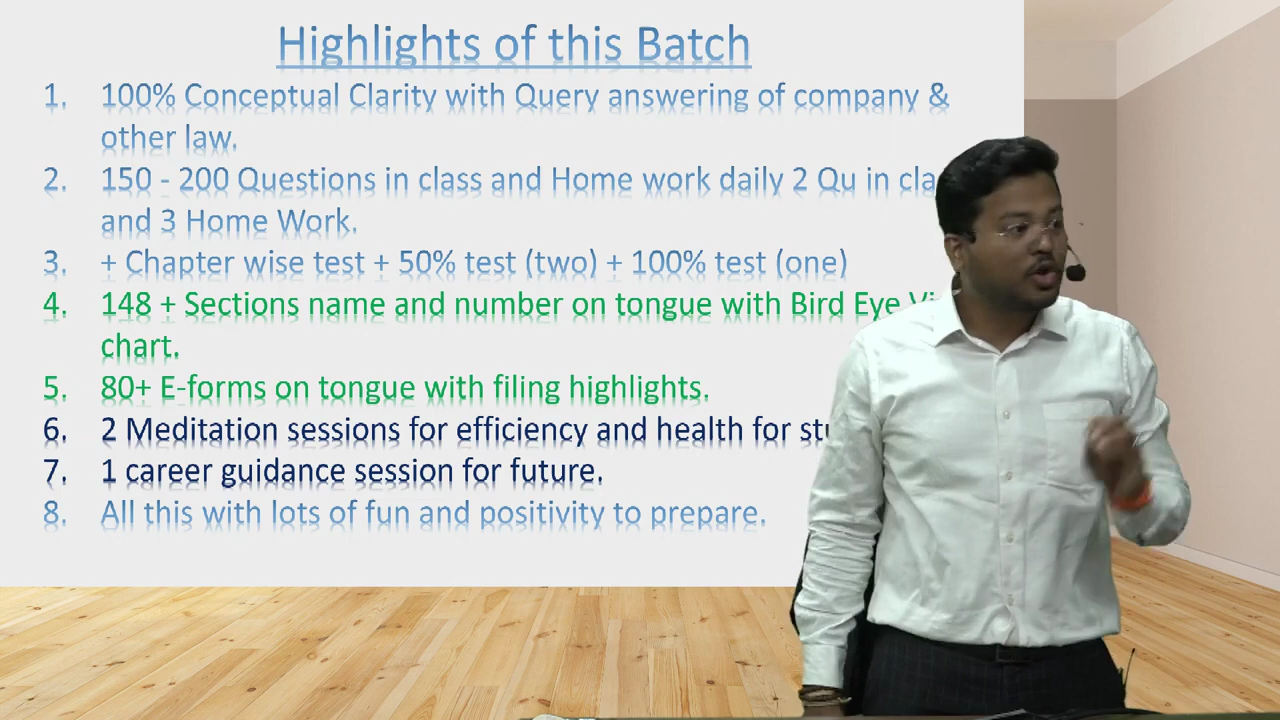 Highlights of this Batch
1. 100% Conceptual Clarity with Query answering of company &
other law.
2. 150 - 200 Questions in class and Home work daily 2 Qu in
and 3 Home Work.
3. + Chapter wise test + 50% test (two) + 100% test (one)
4. 148 + Sections name and number on tongue with Bird Eye
chart.
5. 80+ E-forms on tongue with filing highlights.
6. 2 Meditation sessions for efficiency and health for
7. 1 career guidance session for future.
8. All this with lots of fun and positivity to prepare.